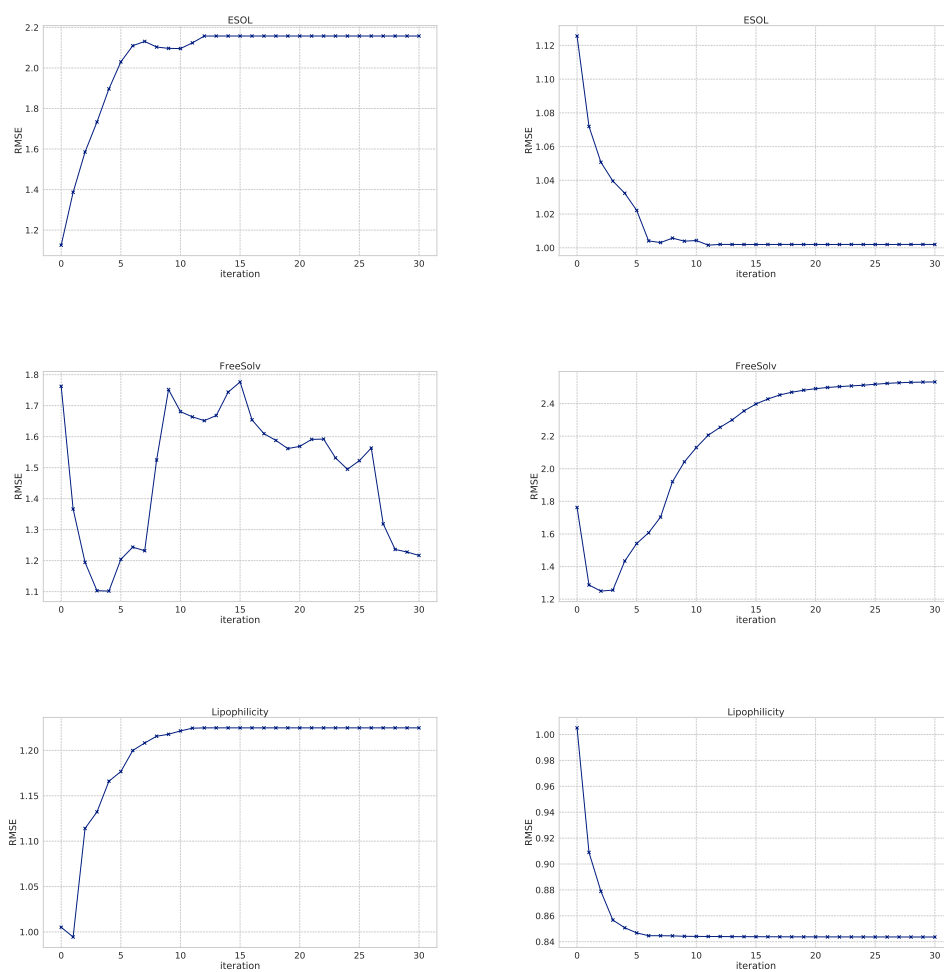 ESOL
2.2
2.0
1.8
1.6
1.4
1.2
RMSE
0 5 10 15 20 25 30
iteration
ESOL
1.12
1.10
1.08
1.06
1.04
1.02
1.00
RMSE
0 5 10 15 20 25 30
iteration
FreeSolv
1.8
1.7
1.6
1.5
1.4
1.3
1.2
1.1
RMSE
0 5 10 15 20 25 30
iteration
FreeSolv
2.4
2.2
2.0
1.8
1.6
1.4
1.2
RMSE
0 5 10 15 20 25 30
iteration
Lipophilicity
1.20
1.15
1.10
1.05
1.00
RMSE
0 5 10 15 20 25 30
iteration
Lipophilicity
1.00
0.98
0.96
0.94
0.92
0.90
0.88
0.86
0.84
RMSE
0 5 10 15 20 25 30
iteration